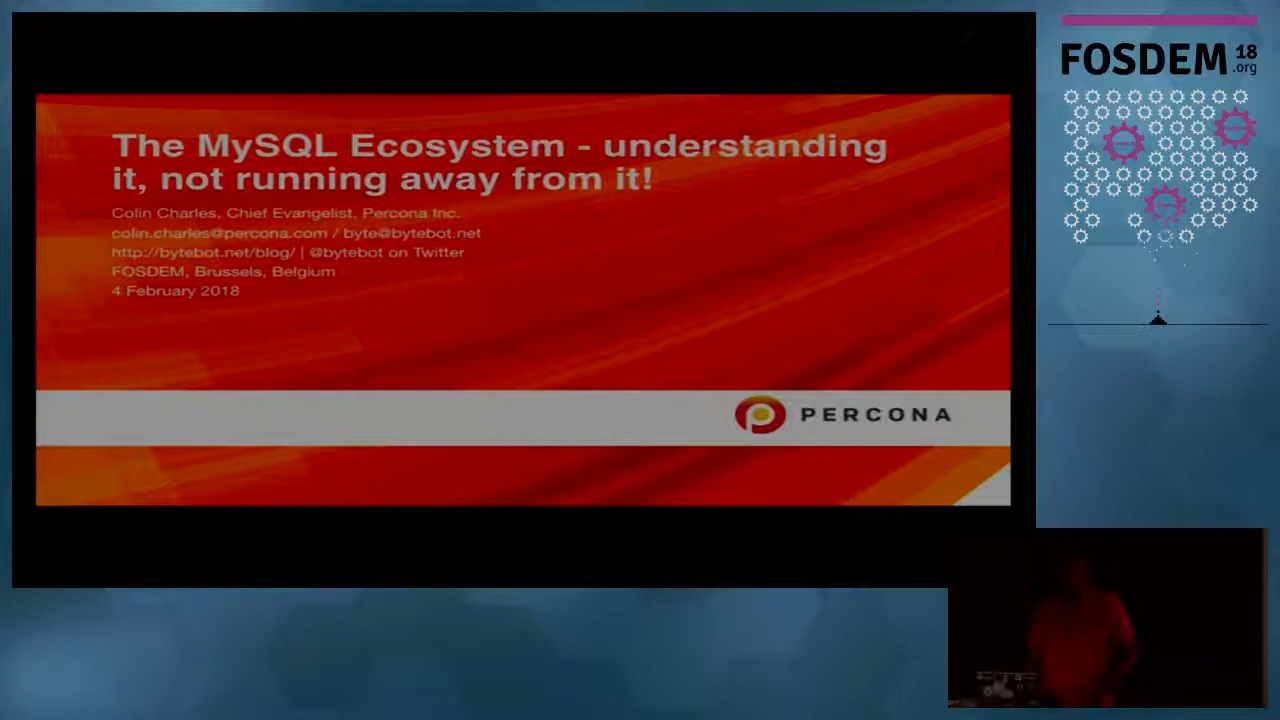 The MySQL Ecosystem - understanding
it, not running away from it!
Colin Charles, Chief Evangelist, Percona Inc.
colin.charles@percona.com / byte@bytebot.net
http://bytebot.net/blog/ | @bytebot on Twitter
FOSDEM, Brussels, Belgium
4 February 2018
PERCONA
FOSDEM 18
.org